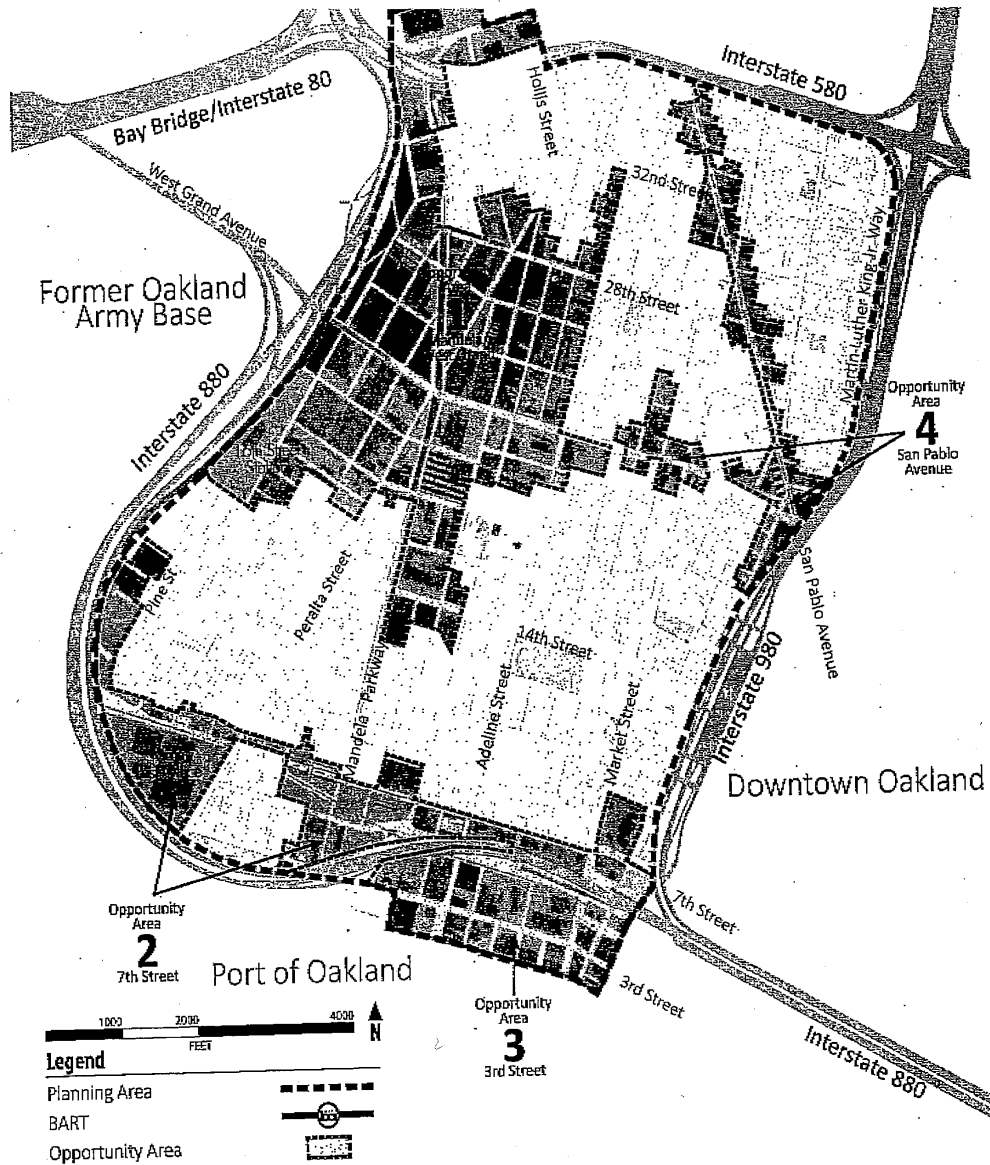 Interstate 580
Hollis Street
Bay Bridge/Interstate 80
West Grand Avenue
32nd Street
Martin Luther King Jr. Way
Former Oakland
Army Base
28th Street
Interstate 880
Opportunity
Area
4
San Pablo
Avenue
16th Street
Pine St
Peralta Street
San Pablo Avenue
14th Street
Mandela Parkway
Adeline Street
Market Street
Interstate 980
Downtown Oakland
Opportunity
Area
2
7th Street
Port of Oakland
7th Street
3rd Street
Opportunity
Area
3
3rd Street
Interstate 880
1000 2000 4000
FEET
N
Legend
Planning Area
BART
Opportunity Area